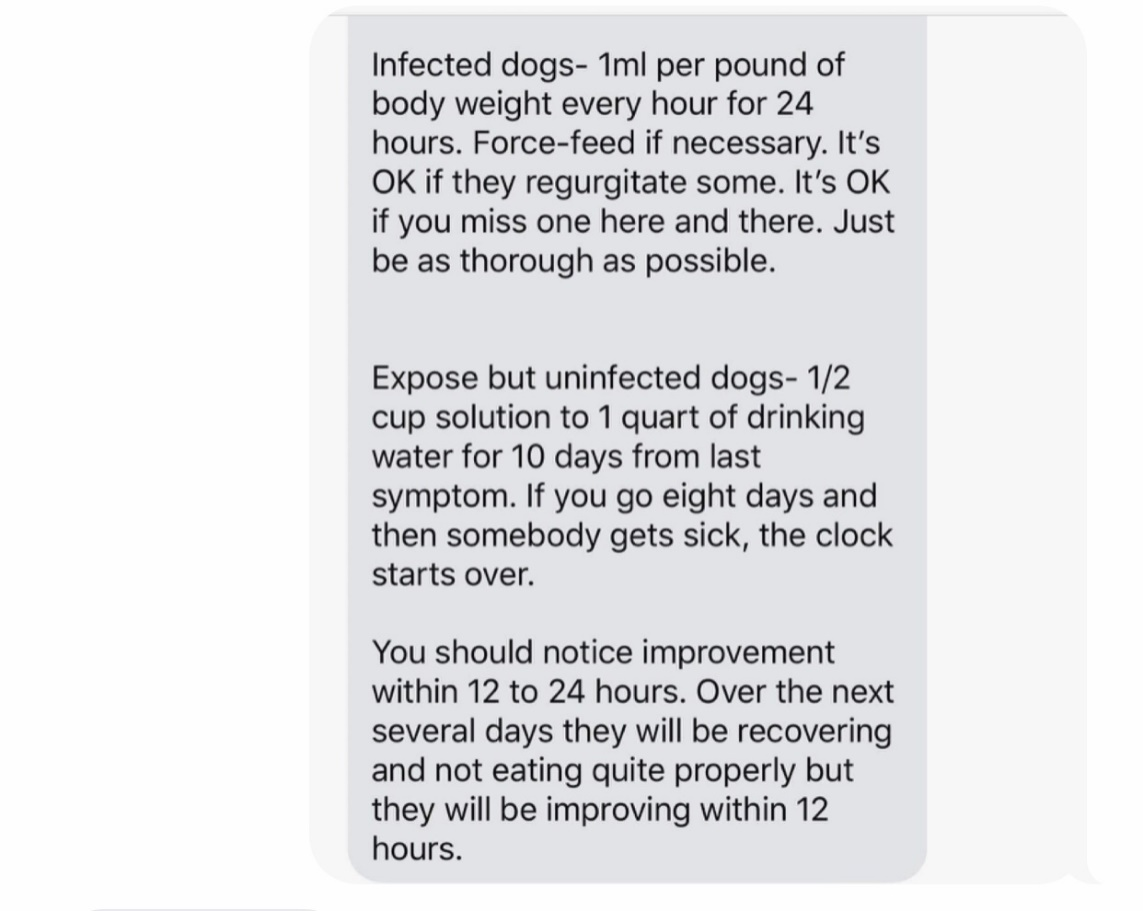 Infected dogs- 1ml per pound of
body weight every hour for 24
hours. Force-feed if necessary. It's
OK if they regurgitate some. It's OK
if you miss one here and there. Just
be as thorough as possible.
Expose but uninfected dogs- 1/2
cup solution to 1 quart of drinking
water for 10 days from last
symptom. If you go eight days and
then somebody gets sick, the clock
starts over.
You should notice improvement
within 12 to 24 hours. Over the next
several days they will be recovering
and not eating quite properly but
they will be improving within 12
hours.